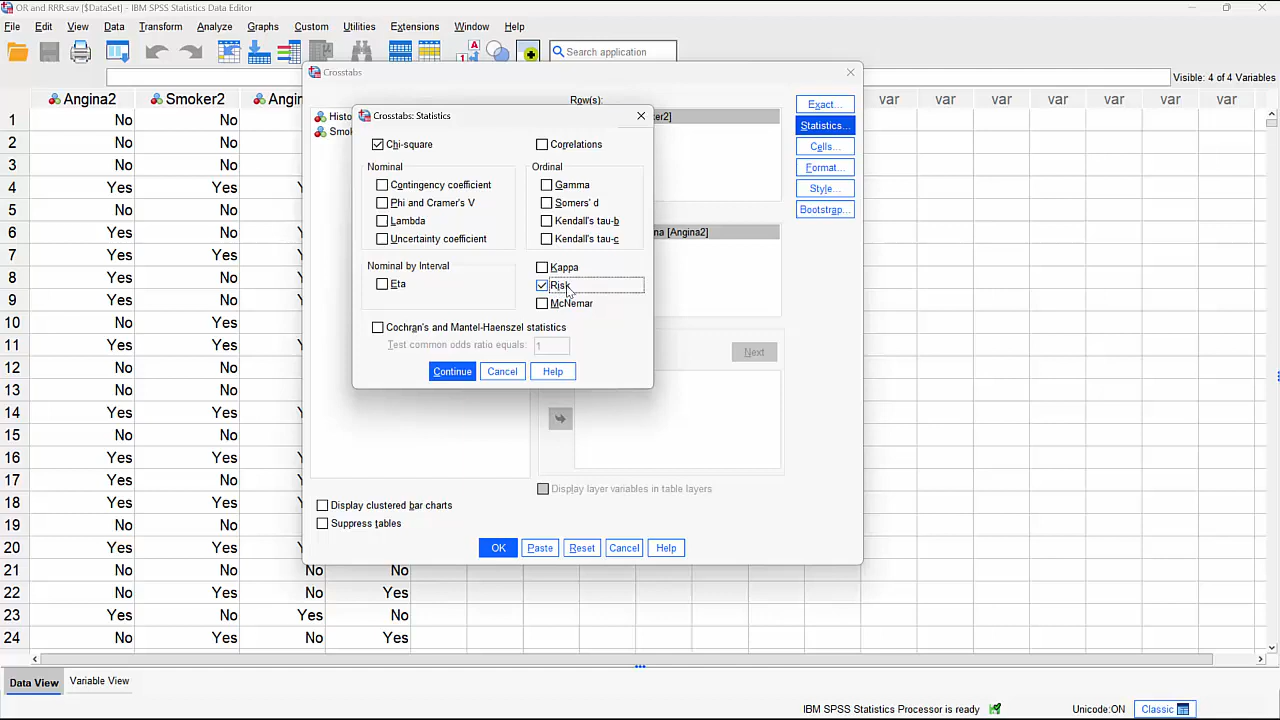 OR and RRR.sav [$DataSet] - IBM SPSS Statistics Data Editor
File Edit View Data Transform Analyze Graphs Custom Utilities Extensions Window Help
Search application
Visible: 4 of 4 Variables
Crosstabs
Row(s):
Exact...
Statistics...
Cells...
Format...
Style...
Bootstrap...
Angina2 Smoker2 Angin var var var var var var var
Histo
Smok
er2]
na [Angina2]
Crosstabs: Statistics
Chi-square
Correlations
Nominal
Contingency coefficient
Phi and Cramer's V
Lambda
Uncertainty coefficient
Ordinal
Gamma
Somers' d
Kendall's tau-b
Kendall's tau-c
Nominal by Interval
Eta
Kappa
Risk
McNemar
Cochran's and Mantel-Haenszel statistics
Test common odds ratio equals: 1
Continue Cancel Help
Next
Display layer variables in table layers
Display clustered bar charts
Suppress tables
OK Paste Reset Cancel Help
1 No No
2 No No
3 No No
4 Yes Yes Y
5 No No
6 Yes No Y
7 Yes No Y
8 Yes No Y
9 Yes Yes Y
10 No Yes
11 Yes Yes Y
12 No No
13 No No
14 Yes Yes Y
15 No No
16 Yes No Y
17 Yes No Y
18 Yes Yes Y
19 No No
20 Yes Yes Y
21 No No No No
22 Yes No Yes Yes
23 Yes No Yes No
24 No Yes No Yes
Data View Variable View
IBM SPSS Statistics Processor is ready Unicode:ON Classic